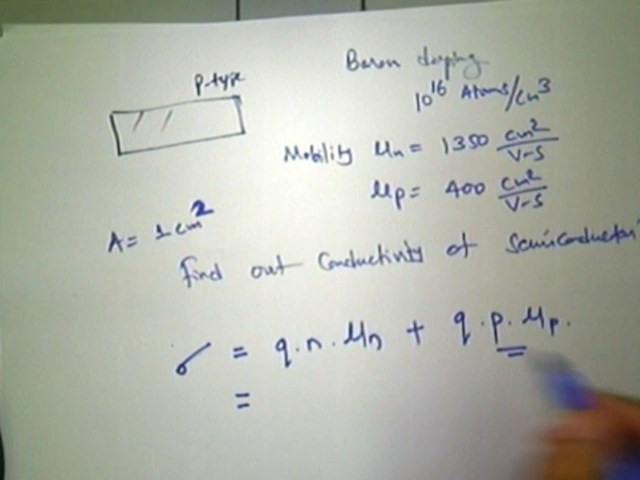 P-type
Baron doping
10^16 Atoms/cm^3
Mobility μn = 1350 cm^2/V-S
μp = 400 cm^2/V-S
A = 1 cm^2
Find out Conductivity of Semiconductor
σ = q.n.μn + q.p.μp.
=